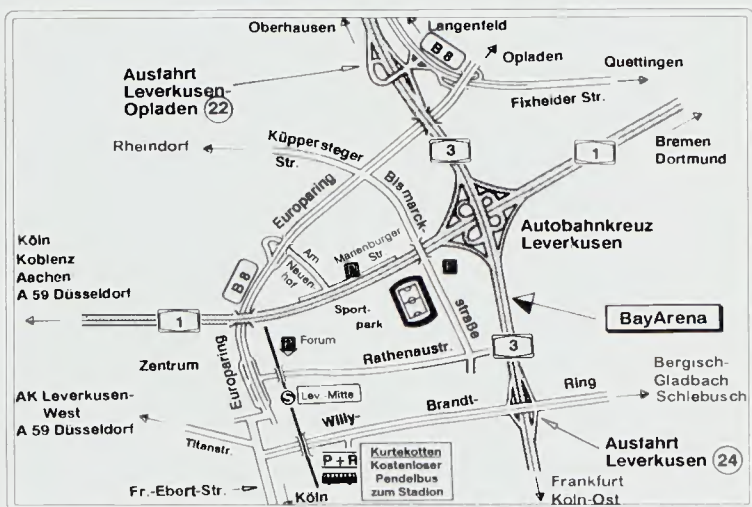 Oberhausen
Langenfeld
B 8
Opladen
Quettingen
Ausfahrt
Leverkusen-
Opladen 22
Fixheider Str.
Rheindorf
Küppersteger
Str.
3
1
Bremen
Dortmund
Europaring
Bismarck-
straße
Autobahnkreuz
Leverkusen
Köln
Koblenz
Aachen
A 59 Düsseldorf
B 8
Am
Neuen-
hof
Marienburger
Str
P
P
Sport-
park
BayArena
1
P
Forum
Rathenaustr.
3
Zentrum
Europaring
Bergisch-
Gladbach
Schlebusch
AK Leverkusen-
West
A 59 Düsseldorf
S
Lev.-Mitte
Willy-
Brandt-
Ring
Titanstr.
P + R
Kurtekotten
Kostenloser
Pendelbus
zum Stadion
Ausfahrt
Leverkusen 24
Fr.-Ebert-Str.
Köln
Frankfurt
Koln-Ost